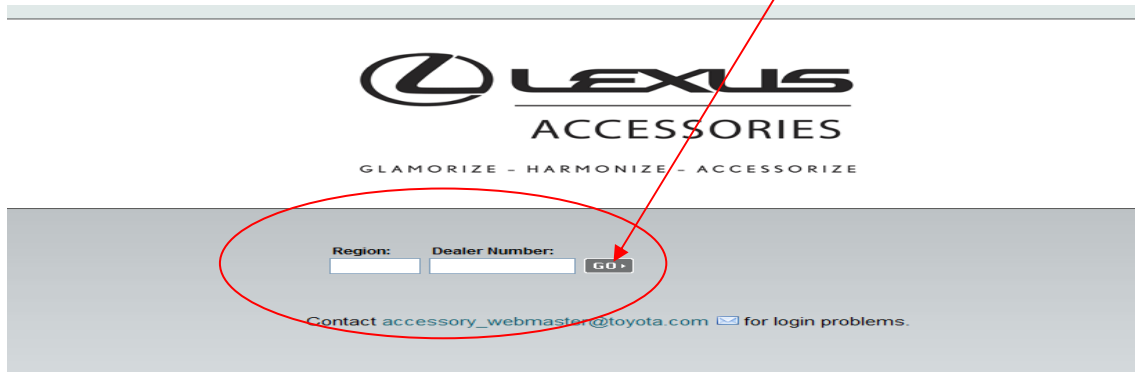 LEXUS
ACCESSORIES
GLAMORIZE - HARMONIZE - ACCESSORIZE
Region: Dealer Number:
GO
Contact accessory_webmaster@toyota.com for login problems.